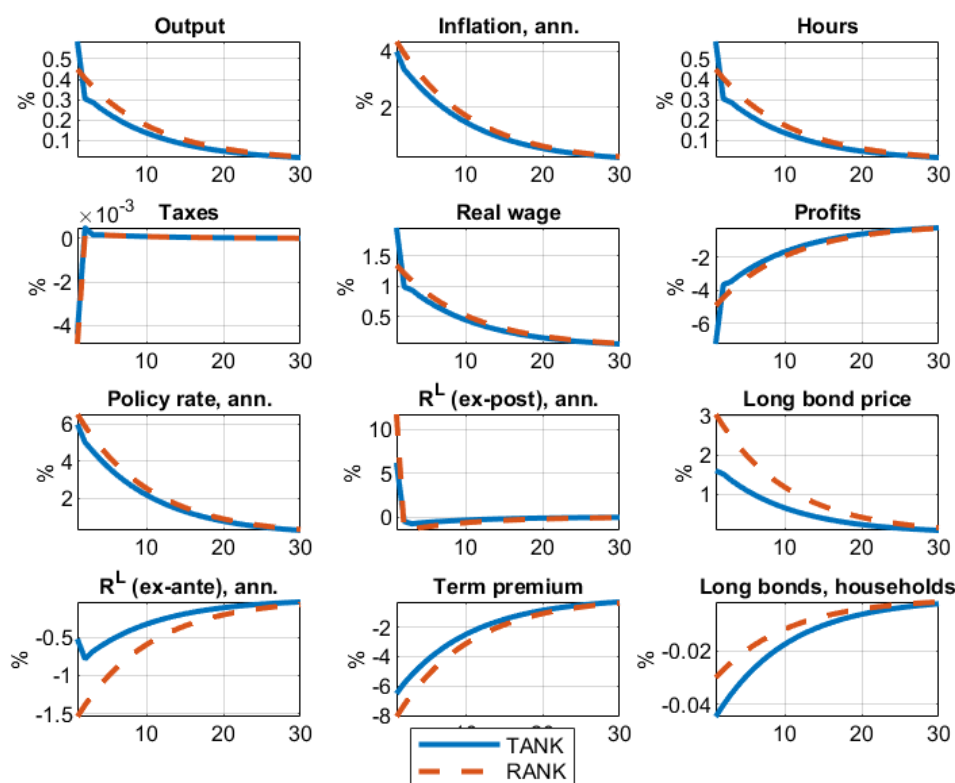 Output
Inflation, ann.
Hours
%
0.5
0.4
0.3
0.2
0.1
10 20 30
4
2
10 20 30
%
0.5
0.4
0.3
0.2
0.1
10 20 30
Taxes
Real wage
Profits
×10⁻³
%
0
-2
-4
10 20 30
%
1.5
1
0.5
10 20 30
%
-2
-4
-6
10 20 30
Policy rate, ann.
R^L (ex-post), ann.
Long bond price
%
6
4
2
10 20 30
%
10
5
0
10 20 30
%
3
2
1
10 20 30
R^L (ex-ante), ann.
Term premium
Long bonds, households
%
-0.5
-1
-1.5
10 20 30
%
-2
-4
-6
-8
10 20 30
%
-0.02
-0.04
10 20 30
TANK
RANK